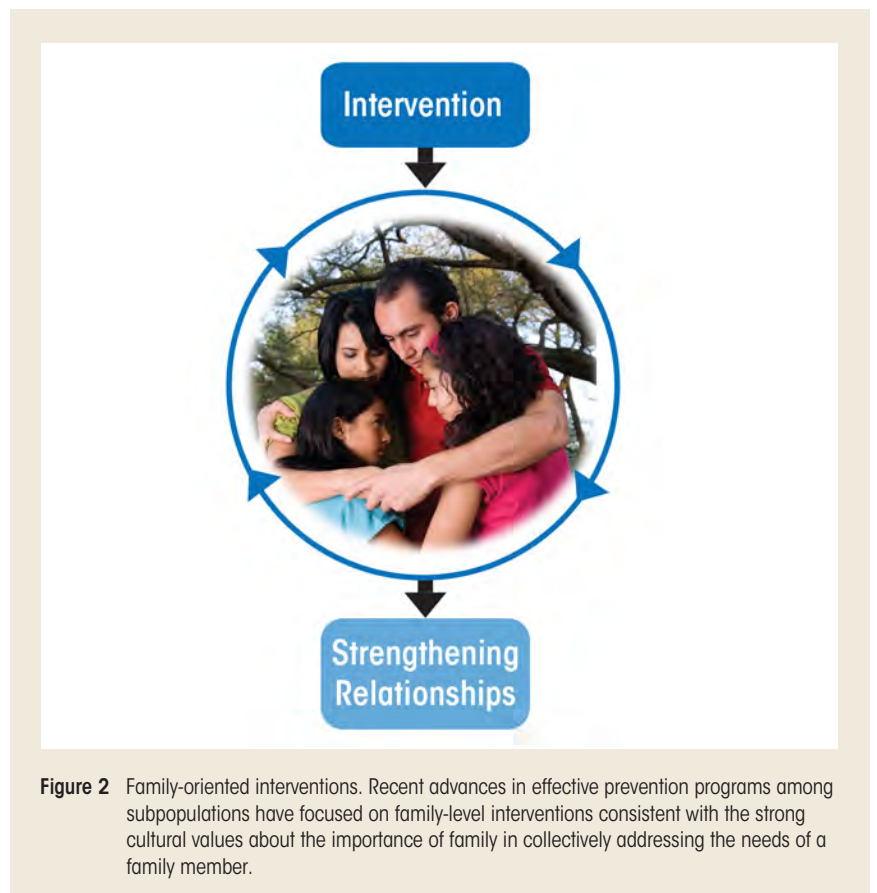 Intervention
Strengthening
Relationships
Figure 2 Family-oriented interventions. Recent advances in effective prevention programs among
subpopulations have focused on family-level interventions consistent with the strong
cultural values about the importance of family in collectively addressing the needs of a
family member.